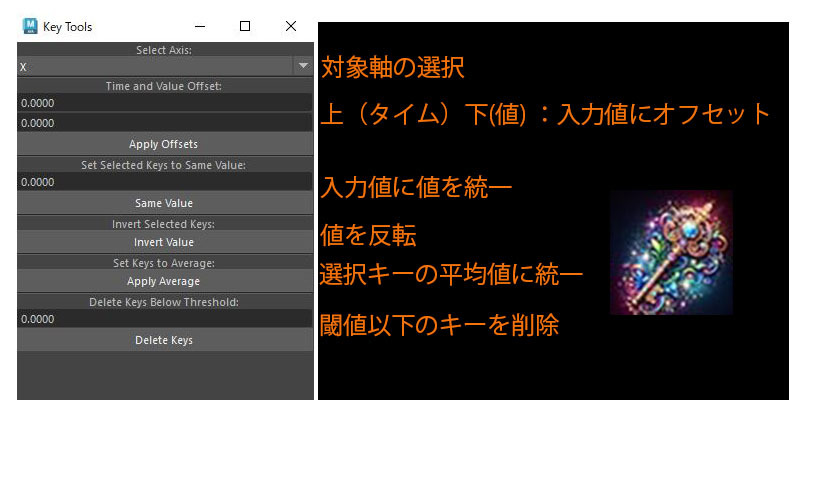 Key Tools
Select Axis:
X
Time and Value Offset:
0.0000
0.0000
Apply Offsets
Set Selected Keys to Same Value:
0.0000
Same Value
Invert Selected Keys:
Invert Value
Set Keys to Average:
Apply Average
Delete Keys Below Threshold:
0.0000
Delete Keys
対象軸の選択
上（タイム）下(値) ：入力値にオフセット
入力値に値を統一
値を反転
選択キーの平均値に統一
閾値以下のキーを削除